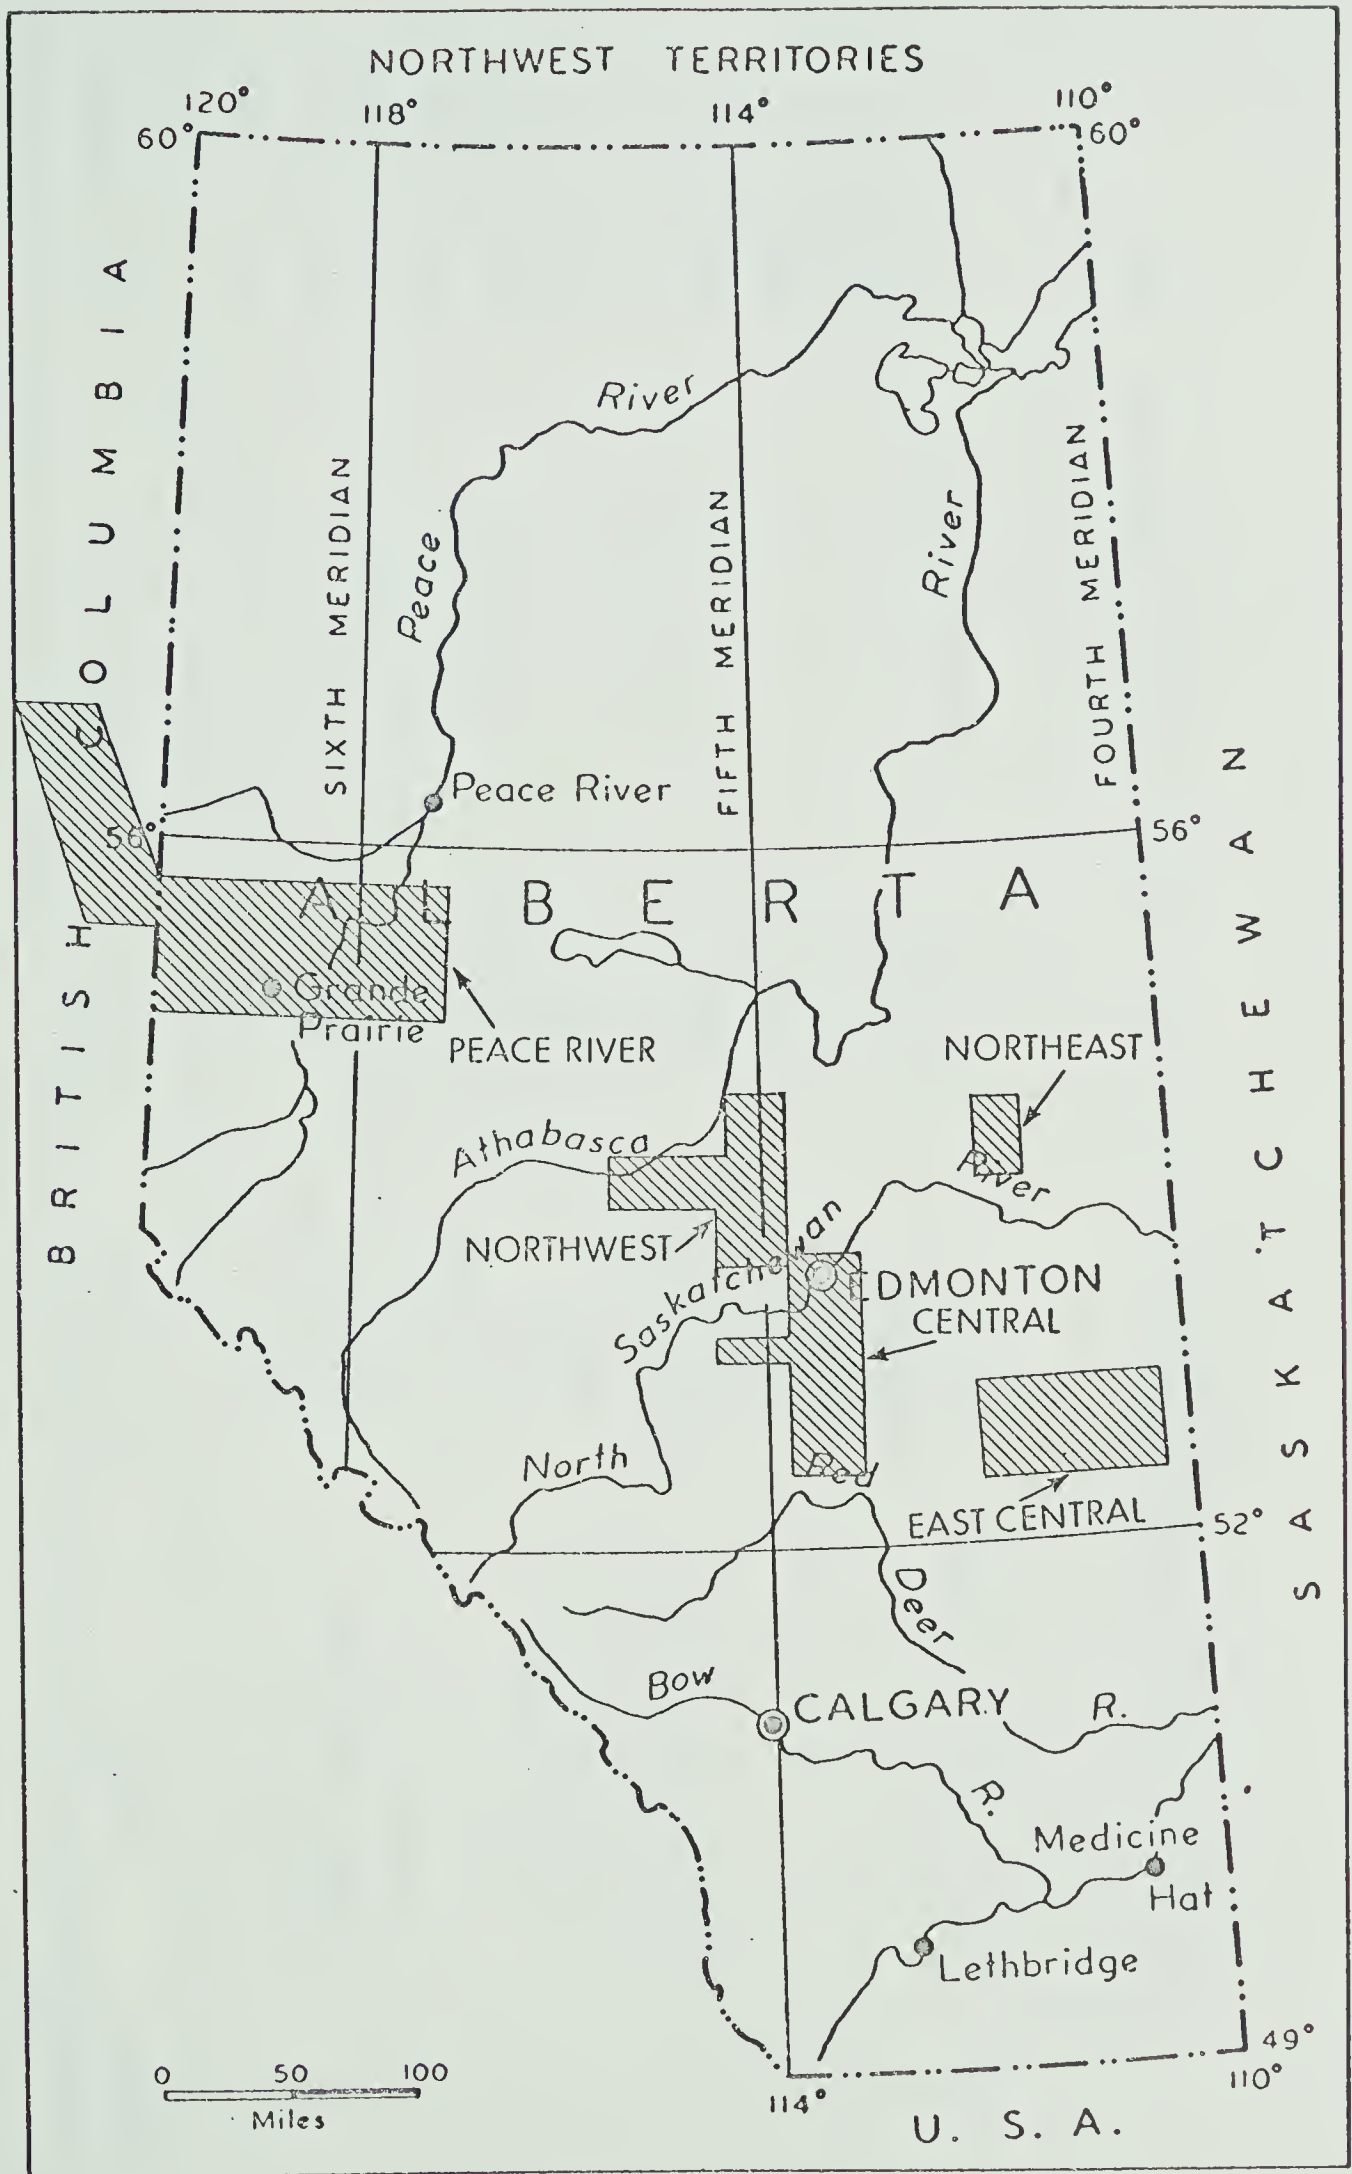 NORTHWEST TERRITORIES
120°
118°
114°
110°
60°
60°
BRITISH COLUMBIA
SASKATCHEWAN
SIXTH MERIDIAN
FIFTH MERIDIAN
FOURTH MERIDIAN
Peace River
River
Peace River
56°
56°
ALBERTA
Grande
Prairie
PEACE RIVER
NORTHEAST
Athabasca
River
NORTHWEST
Saskatchewan
EDMONTON
CENTRAL
North
Red
EAST CENTRAL
52°
Deer
Bow
CALGARY
R.
R.
Medicine
Hat
Lethbridge
49°
110°
0 50 100
Miles
114°
U. S. A.